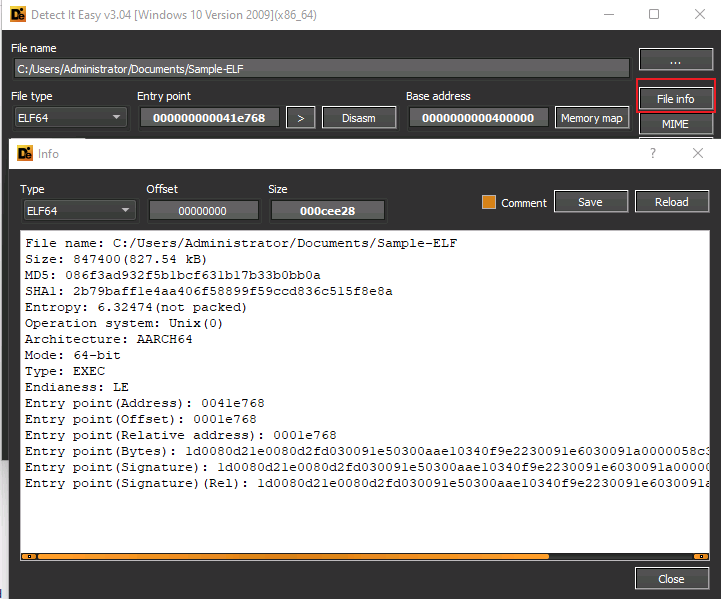 Detect It Easy v3.04 [Windows 10 Version 2009](x86_64)
File name
C:/Users/Administrator/Documents/Sample-ELF
...
File type
Entry point
Base address
File info
ELF64
000000000041e768
>
Disasm
0000000000400000
Memory map
MIME
Info
?
Type
Offset
Size
ELF64
00000000
000cee28
Comment
Save
Reload
File name: C:/Users/Administrator/Documents/Sample-ELF
Size: 847400(827.54 kB)
MD5: 086f3ad932f5b1bcf631b17b33b0bb0a
SHA1: 2b79baff1e4aa406f58899f59ccd836c515f8e8a
Entropy: 6.32474(not packed)
Operation system: Unix(0)
Architecture: AARCH64
Mode: 64-bit
Type: EXEC
Endianess: LE
Entry point(Address): 0041e768
Entry point(Offset): 0001e768
Entry point(Relative address): 0001e768
Entry point(Bytes): 1d0080d21e0080d2fd030091e50300aae10340f9e2230091e6030091a0000058c3
Entry point(Signature): 1d0080d21e0080d2fd030091e50300aae10340f9e2230091e6030091a00000
Entry point(Signature)(Rel): 1d0080d21e0080d2fd030091e50300aae10340f9e2230091e6030091a
Close